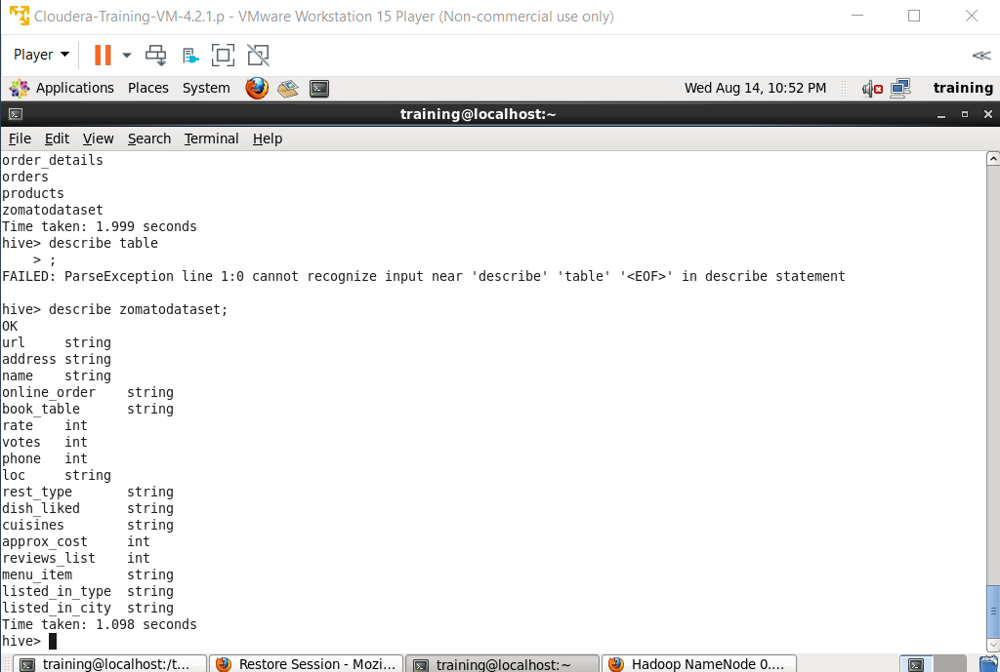 Cloudera-Training-VM-4.2.1.p - VMware Workstation 15 Player (Non-commercial use only)
Player
Applications Places System Wed Aug 14, 10:52 PM training
training@localhost:~
File Edit View Search Terminal Help
order_details
orders
products
zomatodataset
Time taken: 1.999 seconds
hive> describe table
    > ;
FAILED: ParseException line 1:0 cannot recognize input near 'describe' 'table' '<EOF>' in describe statement
hive> describe zomatodataset;
OK
url     string
address string
name    string
online_order    string
book_table      string
rate    int
votes   int
phone   int
loc     string
rest_type       string
dish_liked      string
cuisines        string
approx_cost     int
reviews_list    int
menu_item       string
listed_in_type  string
listed_in_city  string
Time taken: 1.098 seconds
hive>
training@localhost:/t... Restore Session - Mozi... training@localhost:~ Hadoop NameNode 0....